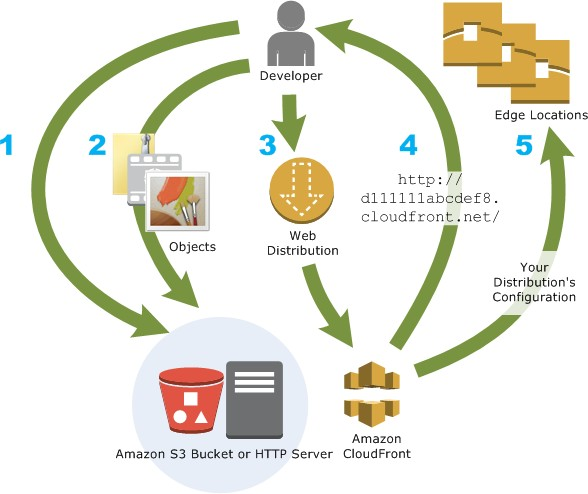 Developer
Edge Locations
1
2
3
4
5
http://
d111111abcdef8.
cloudfront.net/
Objects
Web
Distribution
Your
Distribution's
Configuration
Amazon S3 Bucket or HTTP Server
Amazon
CloudFront